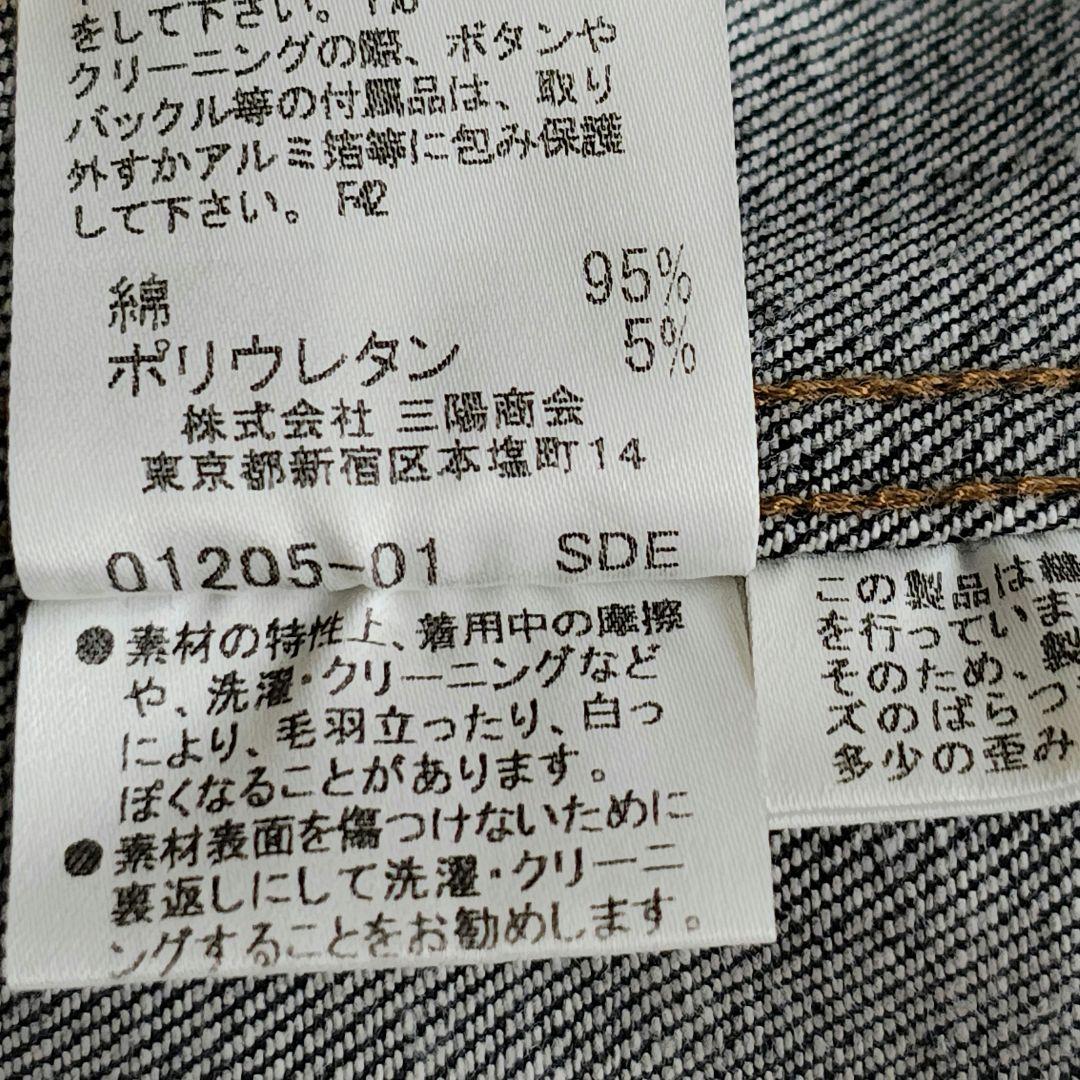 をして下さい。
クリーニングの際、ボタンや
バックル等の付属品は、取り
外すかアルミ箔等に包み保護
して下さい。 F42
綿 95%
ポリウレタン 5%
株式会社 三陽商会
東京都新宿区本塩町14
01205-01 SDE
●素材の特性上、着用中の摩擦
や、洗濯・クリーニングなど
により、毛羽立ったり、白っ
ぽくなることがあります。
●素材表面を傷つけないために
裏返しにして洗濯・クリーニ
ングすることをお勧めします。
この製品は
を行っていま
そのため、製
ズのばらつ
多少の歪み